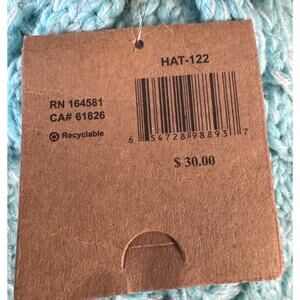 HAT-122
RN 164581
CA# 61826
Recyclable
6 54728 98893 7
$ 30.00